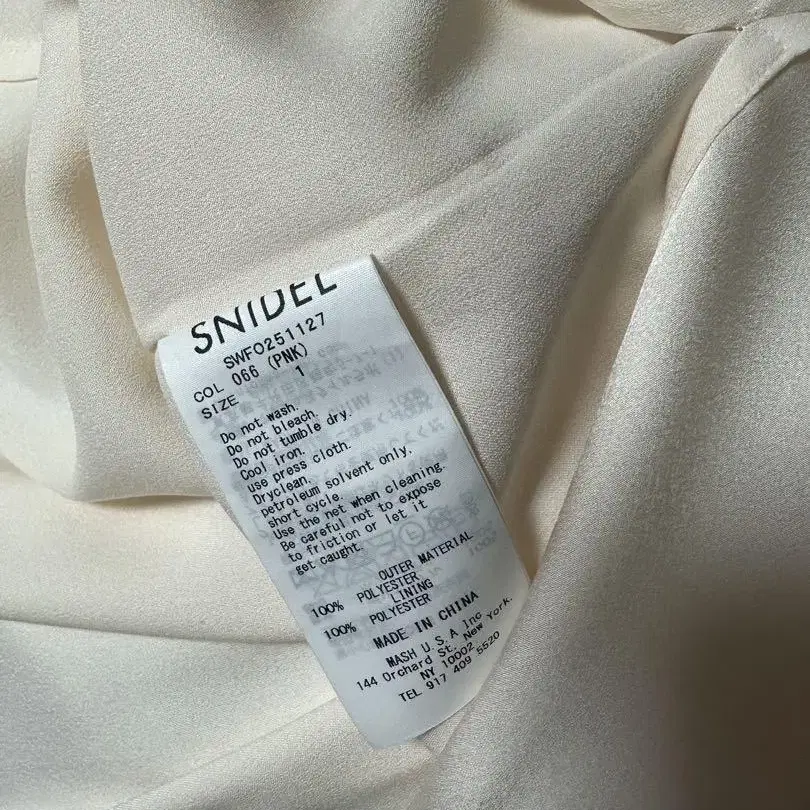 SNIDEL
SWFO251127
COL 066 (PNK)
SIZE 1
Do not wash.
Do not bleach.
Do not tumble dry.
Cool iron.
use press cloth.
Dryclean.
petroleum solvent only,
short cycle.
Use the net when cleaning.
Be careful not to expose
to friction or let it
get caught.
OUTER MATERIAL
100% POLYESTER
LINING
100% POLYESTER
MADE IN CHINA
MASH U.S.A Inc
144 Orchard St. New York.
NY 10002
TEL 917 409 5520